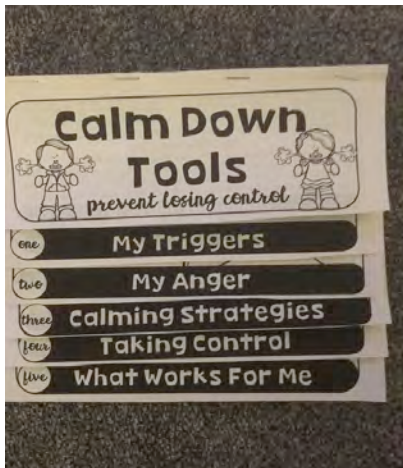 Calm Down
Tools
prevent losing control
one My Triggers
two My Anger
three Calming Strategies
four Taking Control
five What Works For Me